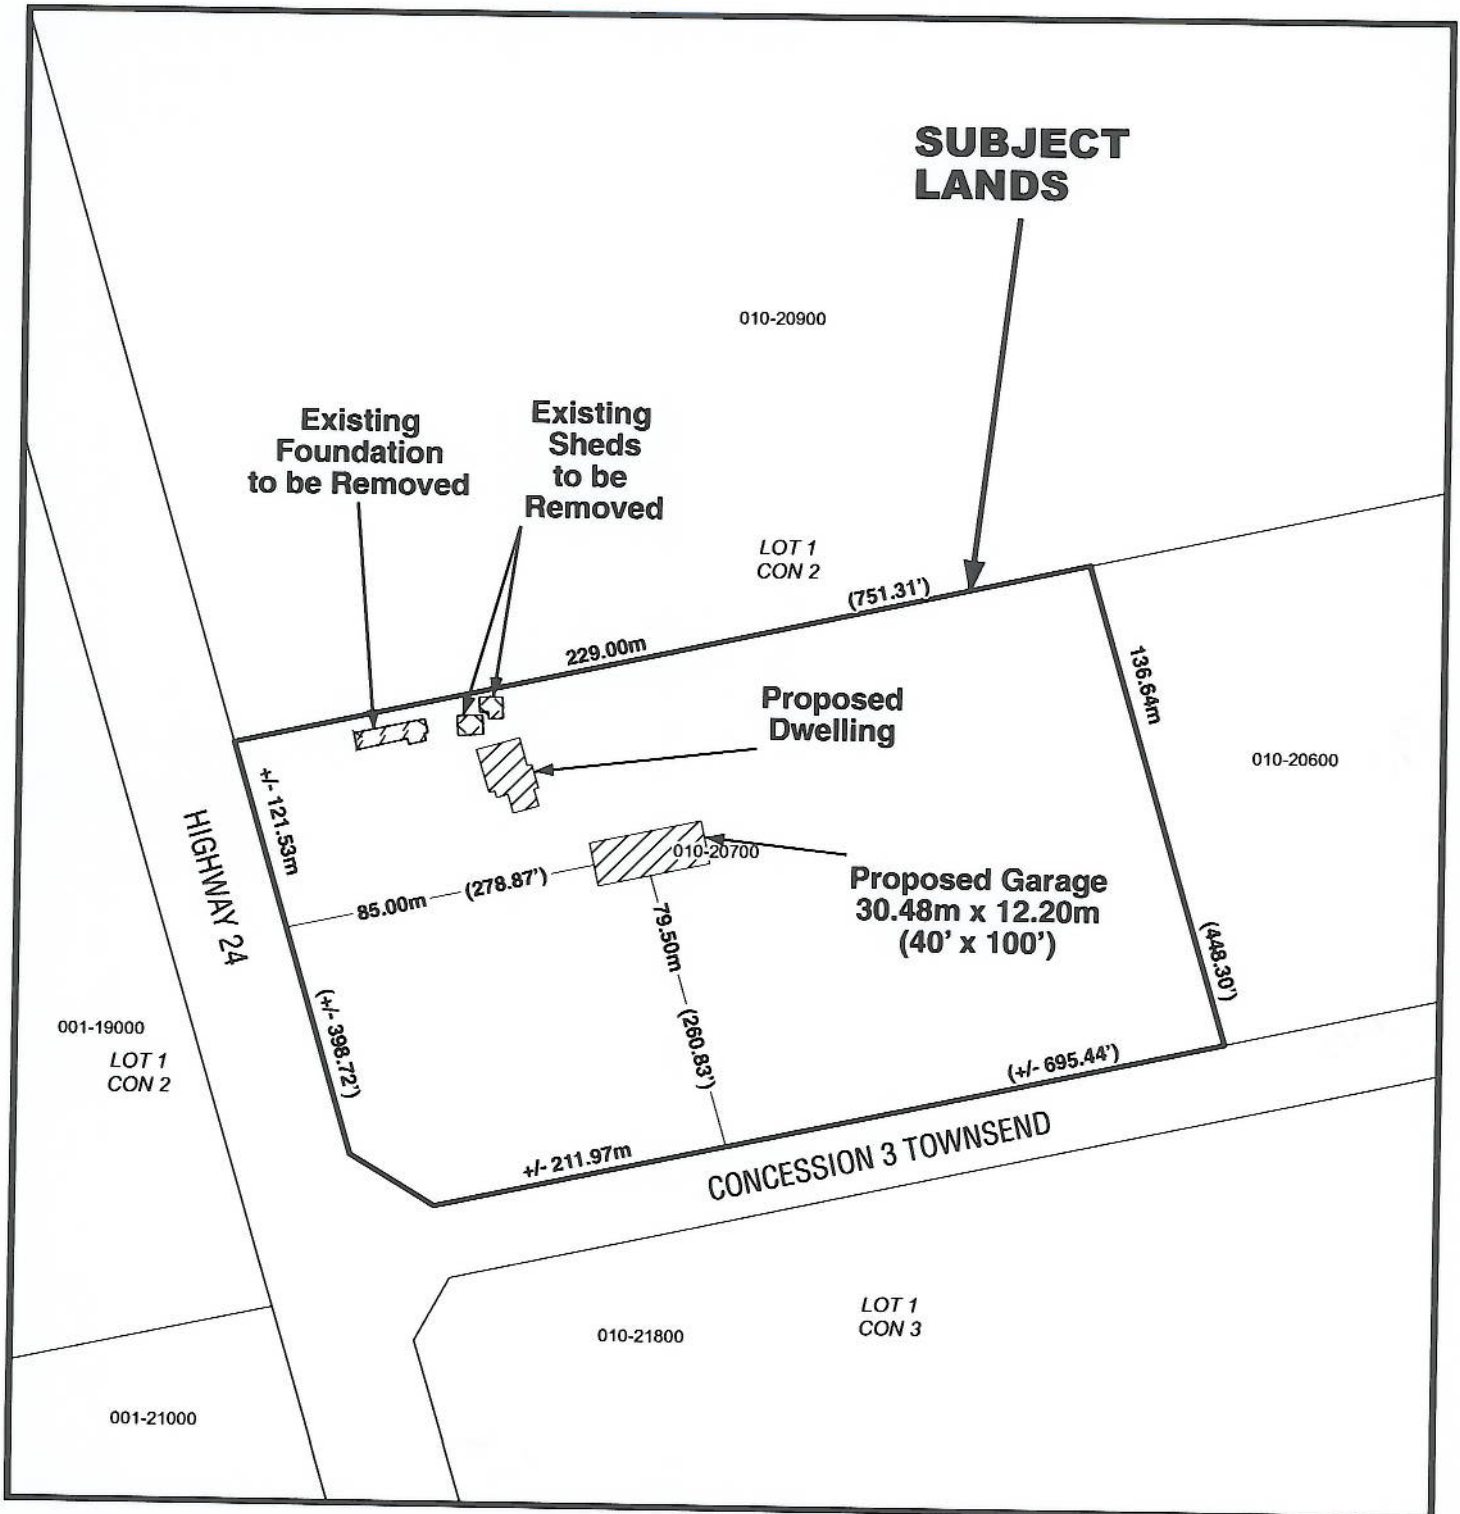 SUBJECT
LANDS
010-20900
Existing
Foundation
to be Removed
Existing
Sheds
to be
Removed
LOT 1
CON 2
(751.31')
229.00m
136.64m
(448.30')
Proposed
Dwelling
010-20600
+/- 121.53m
(+/- 398.72')
HIGHWAY 24
010-20700
Proposed Garage
30.48m x 12.20m
(40' x 100')
85.00m
(278.87')
79.50m
(260.83')
001-19000
LOT 1
CON 2
(+/- 695.44')
+/- 211.97m
CONCESSION 3 TOWNSEND
LOT 1
CON 3
010-21800
001-21000